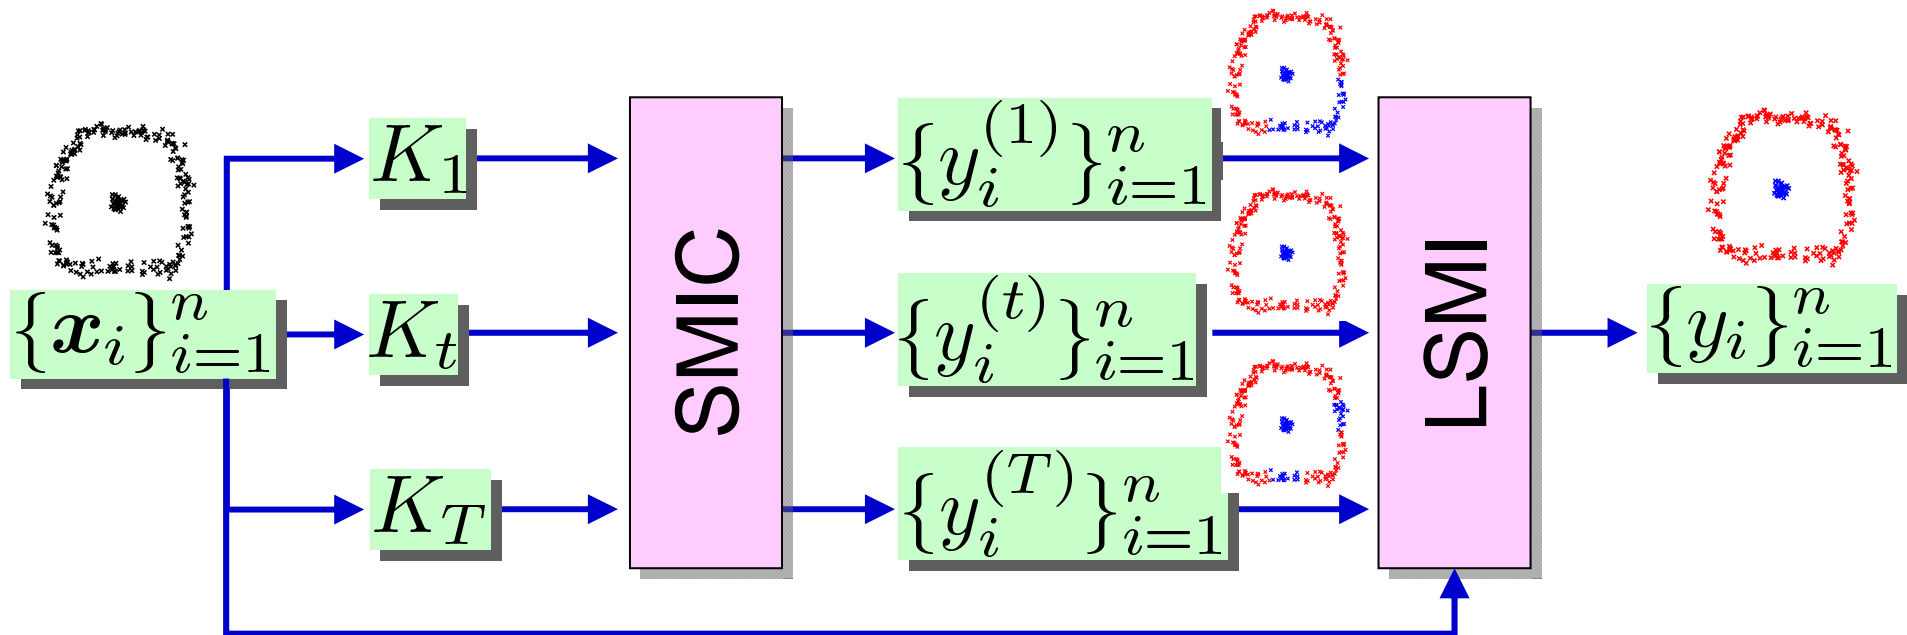 {x_i}_{i=1}^n
K_1
K_t
K_T
SMIC
{y_i^{(1)}}_{i=1}^n
{y_i^{(t)}}_{i=1}^n
{y_i^{(T)}}_{i=1}^n
LSMI
{y_i}_{i=1}^n